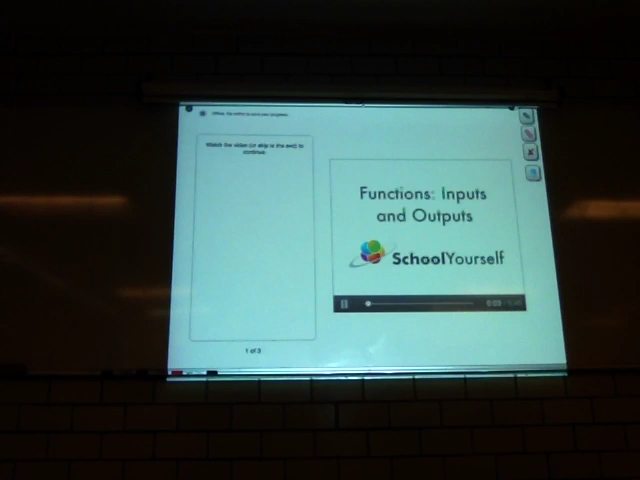 Watch the video (or skip to the end) to
continue.
Functions: Inputs
and Outputs
SchoolYourself
1 of 3